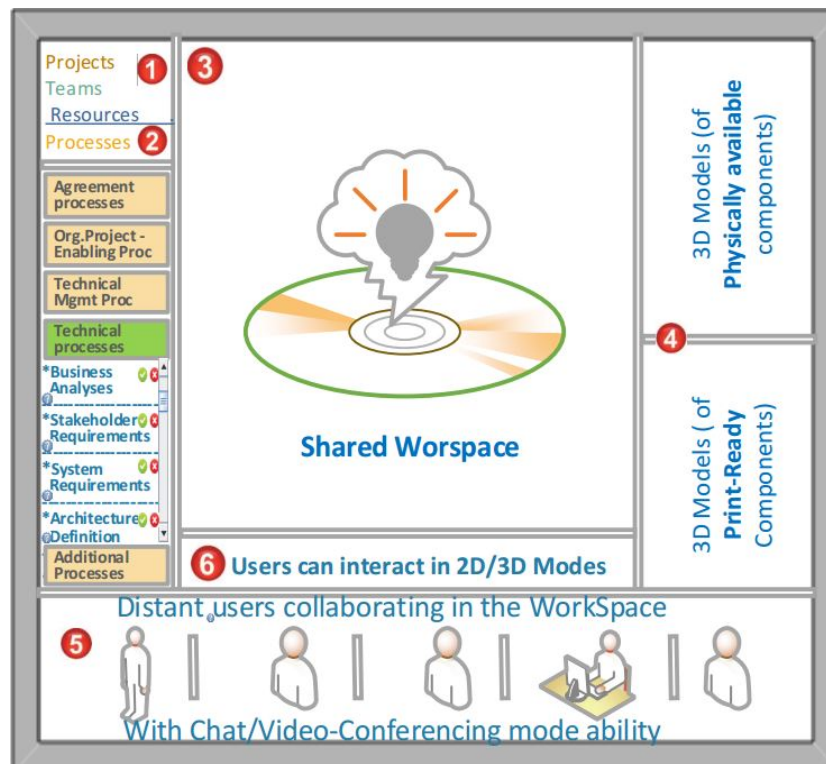 Projects
1
Teams
Resources
Processes
2
Agreement
processes
Org.Project -
Enabling Proc
Technical
Mgmt Proc
Technical
processes
*Business
Analyses
?
*Stakeholder
Requirements
?
*System
Requirements
?
*Architecture
Definition
?
Additional
Processes
3
Shared Worspace
6
Users can interact in 2D/3D Modes
3D Models (of
Physically available
components)
4
3D Models ( of
Print-Ready
Components)
Distant users collaborating in the WorkSpace
5
With Chat/Video-Conferencing mode ability